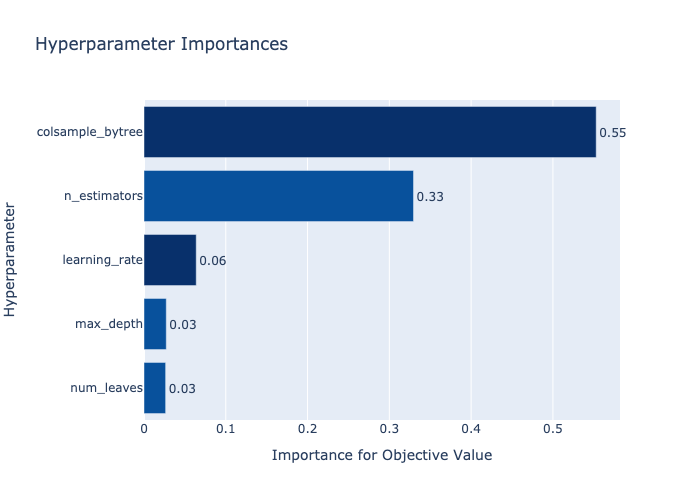 Hyperparameter Importances
Hyperparameter
colsample_bytree
0.55
n_estimators
0.33
learning_rate
0.06
max_depth
0.03
num_leaves
0.03
0 0.1 0.2 0.3 0.4 0.5
Importance for Objective Value